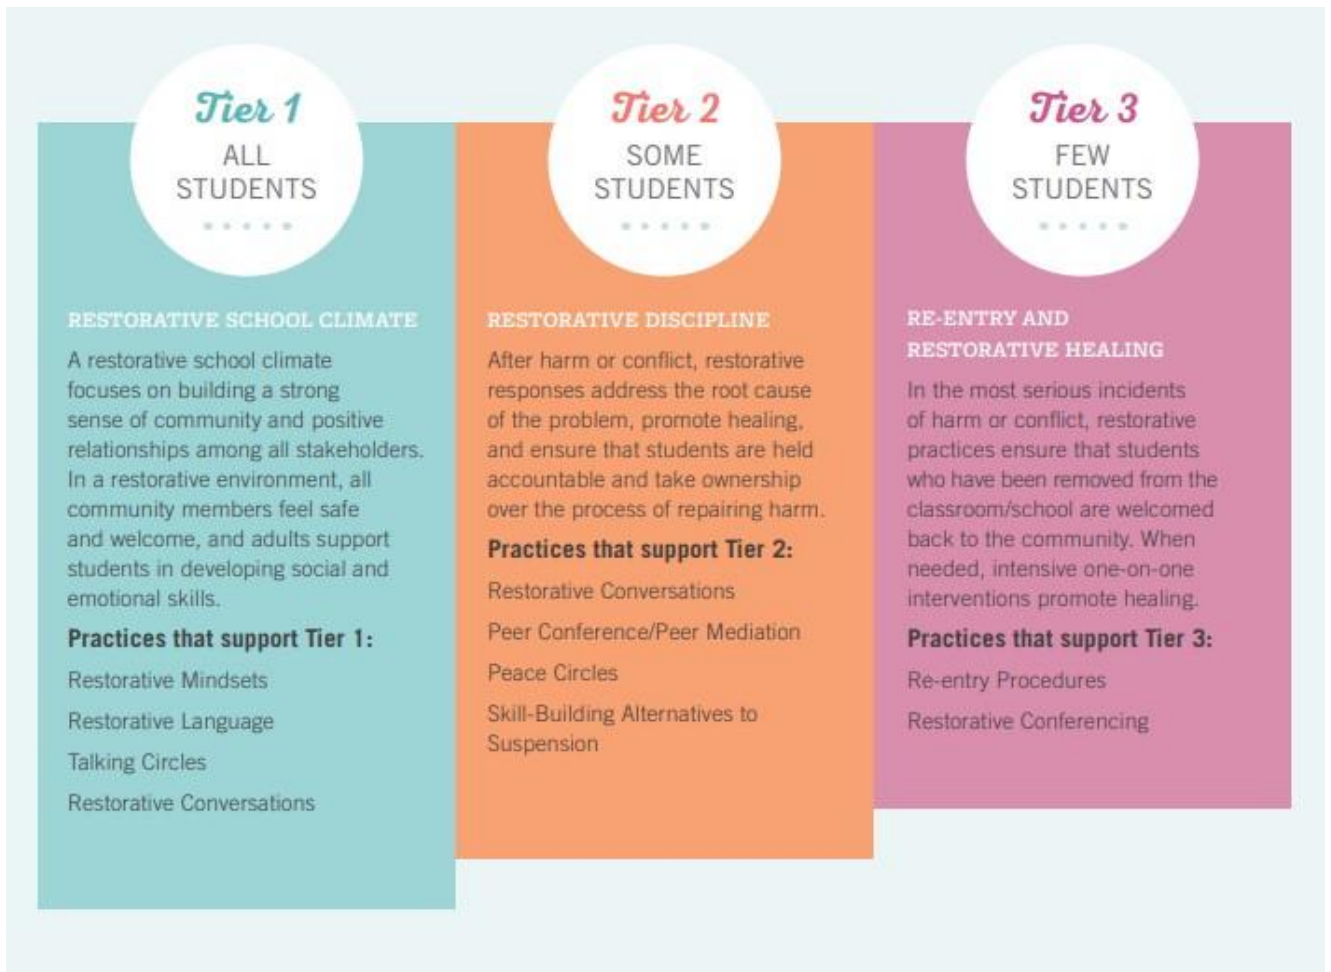 Tier 1
ALL
STUDENTS
RESTORATIVE SCHOOL CLIMATE
A restorative school climate
focuses on building a strong
sense of community and positive
relationships among all stakeholders.
In a restorative environment, all
community members feel safe
and welcome, and adults support
students in developing social and
emotional skills.
Practices that support Tier 1:
Restorative Mindsets
Restorative Language
Talking Circles
Restorative Conversations
Tier 2
SOME
STUDENTS
RESTORATIVE DISCIPLINE
After harm or conflict, restorative
responses address the root cause
of the problem, promote healing,
and ensure that students are held
accountable and take ownership
over the process of repairing harm.
Practices that support Tier 2:
Restorative Conversations
Peer Conference/Peer Mediation
Peace Circles
Skill-Building Alternatives to
Suspension
Tier 3
FEW
STUDENTS
RE-ENTRY AND
RESTORATIVE HEALING
In the most serious incidents
of harm or conflict, restorative
practices ensure that students
who have been removed from the
classroom/school are welcomed
back to the community. When
needed, intensive one-on-one
interventions promote healing.
Practices that support Tier 3:
Re-entry Procedures
Restorative Conferencing